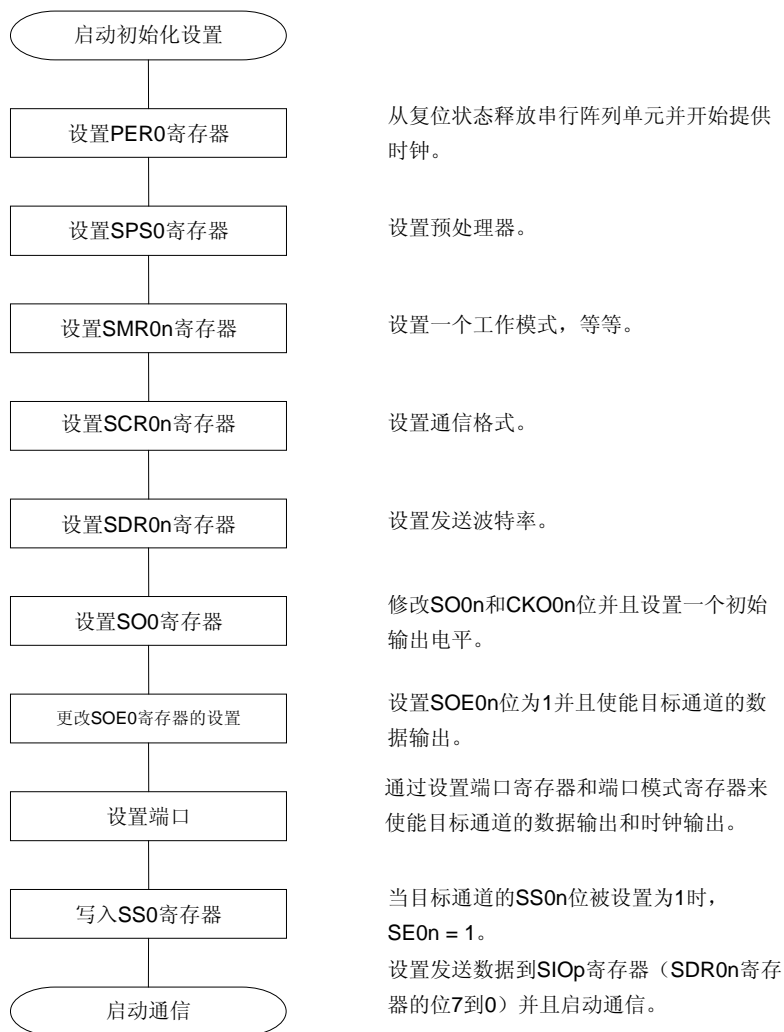 启动初始化设置
设置PER0寄存器
从复位状态释放串行阵列单元并开始提供
时钟。
设置SPS0寄存器
设置预处理器。
设置SMR0n寄存器
设置一个工作模式，等等。
设置SCR0n寄存器
设置通信格式。
设置SDR0n寄存器
设置发送波特率。
设置SO0寄存器
修改SO0n和CKO0n位并且设置一个初始
输出电平。
更改SOE0寄存器的设置
设置SOE0n位为1并且使能目标通道的数
据输出。
设置端口
通过设置端口寄存器和端口模式寄存器来
使能目标通道的数据输出和时钟输出。
写入SS0寄存器
当目标通道的SS0n位被设置为1时，
SE0n = 1。
启动通信
设置发送数据到SIOp寄存器（SDR0n寄存
器的位7到0）并且启动通信。